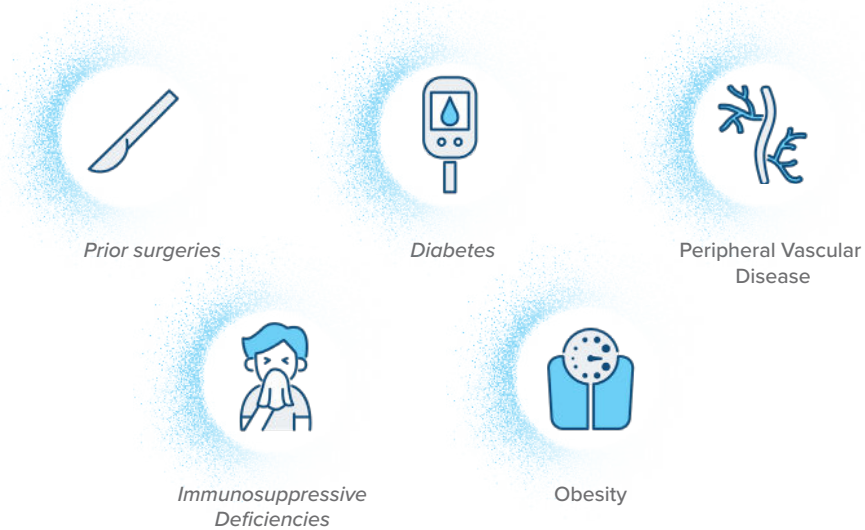 Prior surgeries
Diabetes
Peripheral Vascular
Disease
Immunosuppressive
Deficiencies
Obesity